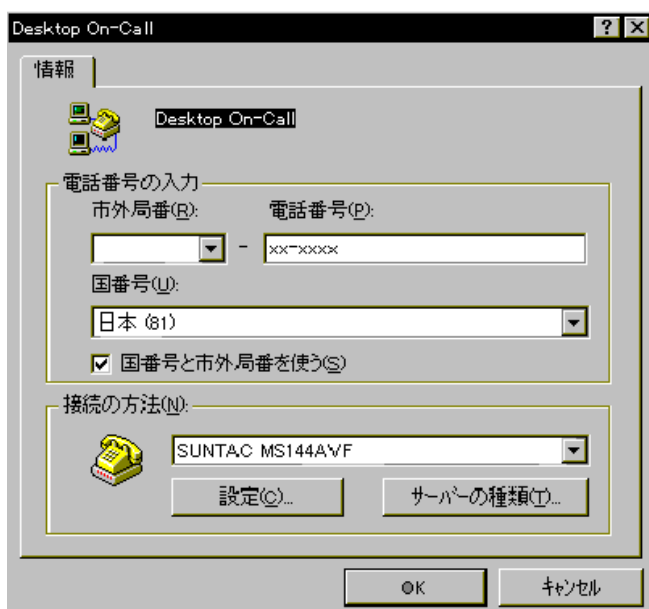 Desktop On-Call
情報
Desktop On-Call
電話番号の入力
市外局番(R): 電話番号(P):
- xx-xxxx
国番号(U):
日本 (81)
国番号と市外局番を使う(S)
接続の方法(N):
SUNTAC MS144AVF
設定(C)... サーバーの種類(T)...
OK キャンセル